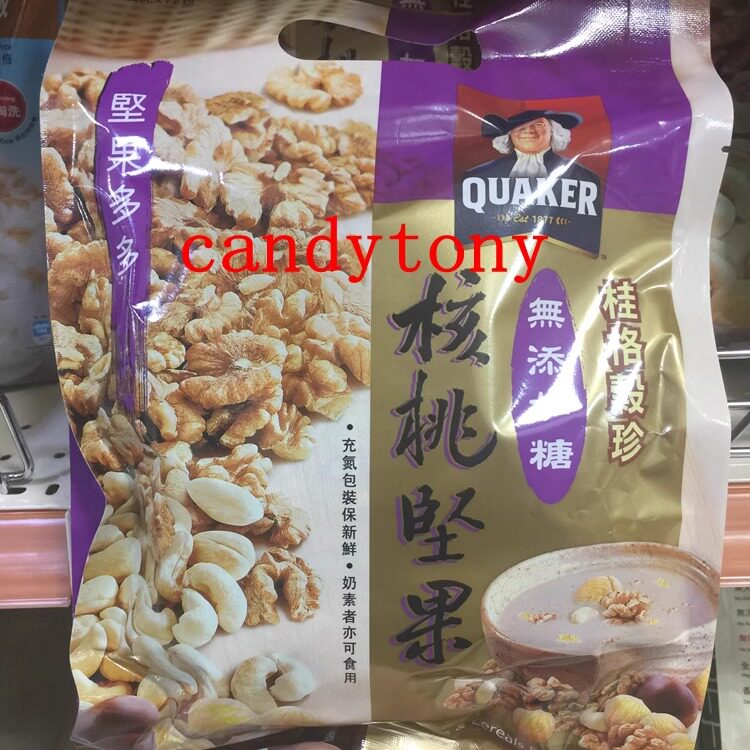 堅果多多
QUAKER
Est 1877
candytony
桂格穀珍
無添加糖
核桃堅果
•充氮包裝保新鮮•奶素者亦可食用
Cereals